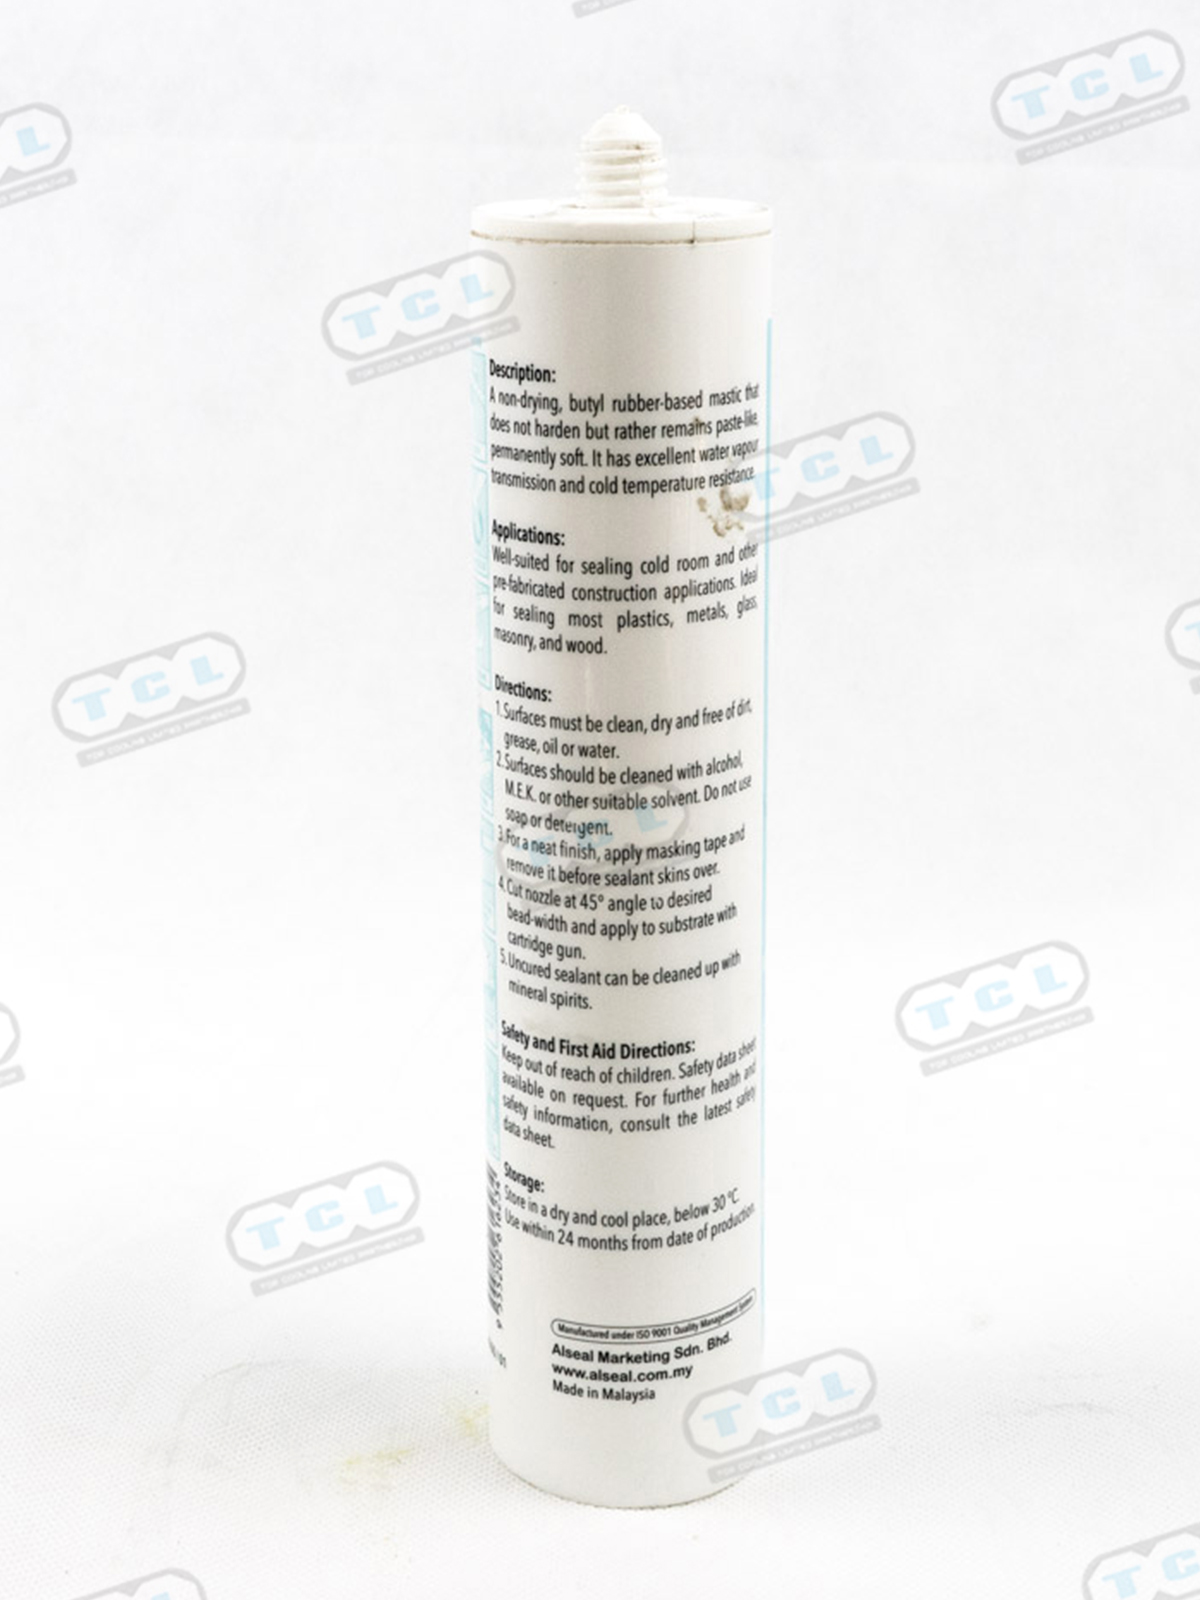 Description:
A non-drying, butyl rubber-based mastic that
does not harden but rather remains paste-like,
permanently soft. It has excellent water vapour
transmission and cold temperature resistance.
Applications:
Well-suited for sealing cold room and other
pre-fabricated construction applications. Ideal
for sealing most plastics, metals, glass,
masonry, and wood.
Directions:
1. Surfaces must be clean, dry and free of dirt,
grease, oil or water.
2. Surfaces should be cleaned with alcohol,
M.E.K. or other suitable solvent. Do not use
soap or detergent.
3. For a neat finish, apply masking tape and
remove it before sealant skins over.
4. Cut nozzle at 45° angle to desired
bead-width and apply to substrate with
cartridge gun.
5. Uncured sealant can be cleaned up with
mineral spirits.
Safety and First Aid Directions:
Keep out of reach of children. Safety data sheet
available on request. For further health and
safety information, consult the latest safety
data sheet.
Storage:
Store in a dry and cool place, below 30 °C
Use within 24 months from date of production.
Manufactured under ISO 9001 Quality Management System
Alseal Marketing Sdn. Bhd.
www.alseal.com.my
Made in Malaysia
TCL
TCL
TCL
TCL
TCL
TCL
TCL
TCL